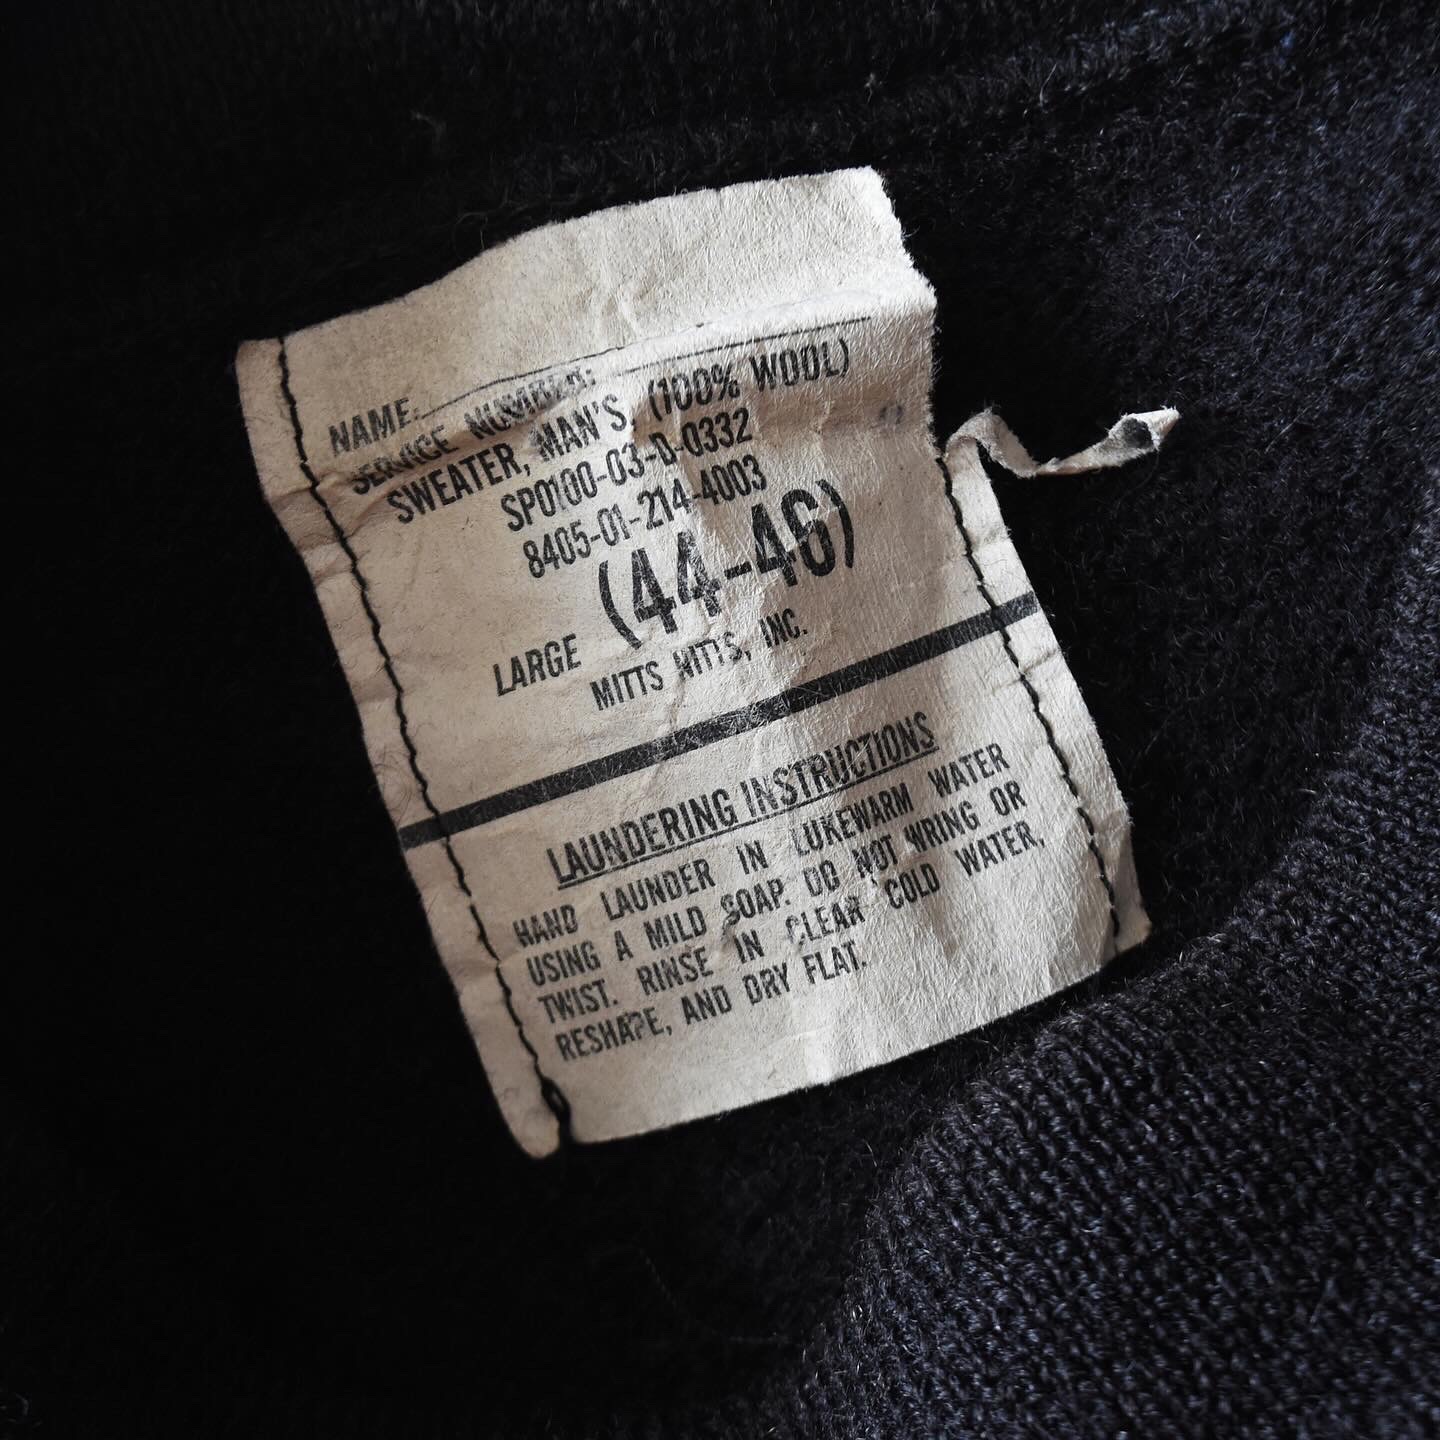 NAME:
SERVICE NUMBER:
SWEATER, MAN'S (100% WOOL)
SP0100-03-D-0332
8405-01-214-4003
LARGE (44-46)
MITTS NITTS, INC.
LAUNDERING INSTRUCTIONS
HAND LAUNDER IN LUKEWARM WATER
USING A MILD SOAP. DO NOT WRING OR
TWIST. RINSE IN CLEAR COLD WATER,
RESHAPE, AND DRY FLAT.